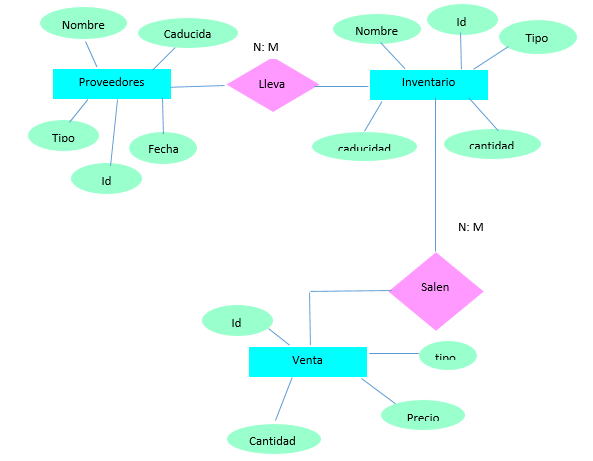 Nombre
Caducida
N: M
Nombre
Id
Tipo
Proveedores
Lleva
Inventario
Tipo
Id
Fecha
caducidad
cantidad
N: M
Salen
Id
Venta
tipo
Precio
Cantidad